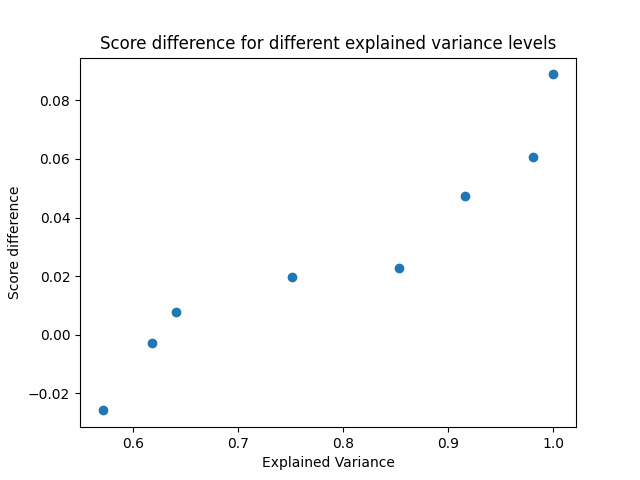 Score difference for different explained variance levels
0.08
0.06
0.04
0.02
0.00
−0.02
Score difference
0.6 0.7 0.8 0.9 1.0
Explained Variance